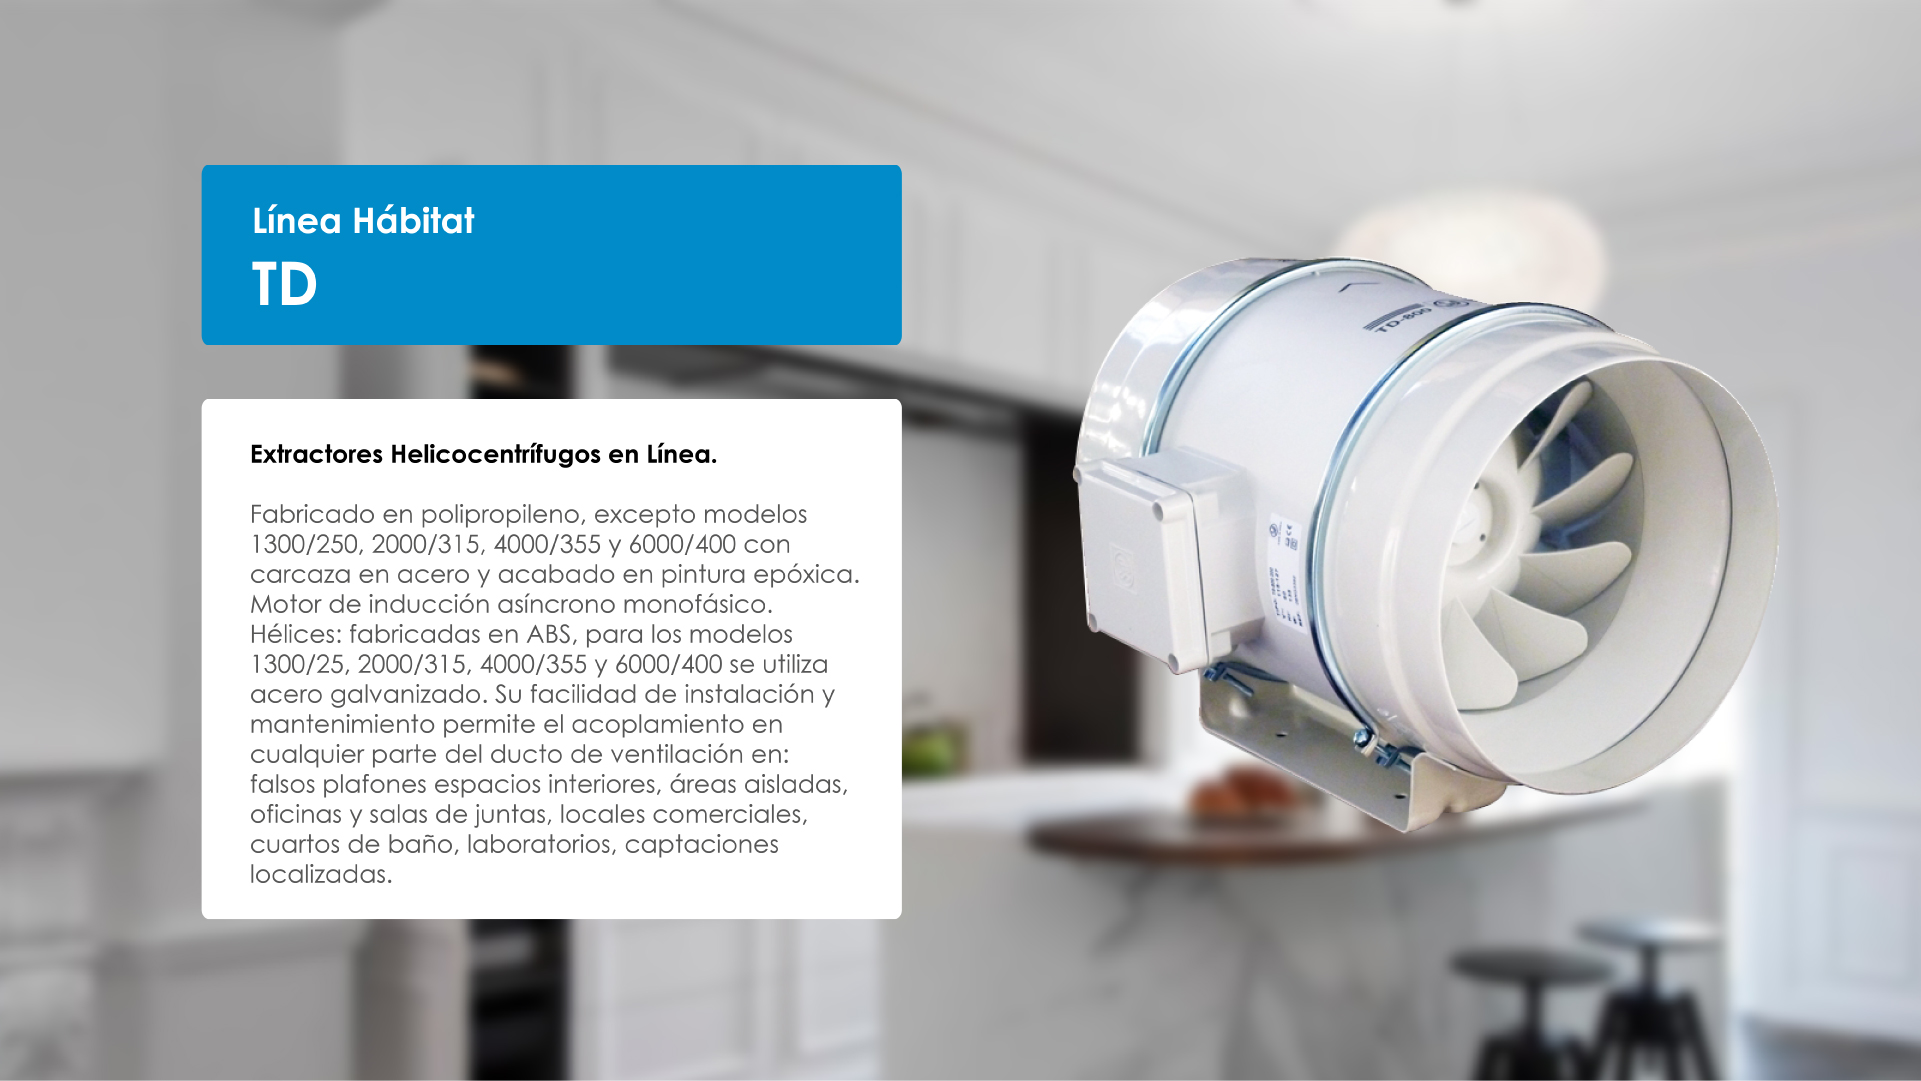 Línea Hábitat
TD
Extractores Helicocentrífugos en Línea.
Fabricado en polipropileno, excepto modelos
1300/250, 2000/315, 4000/355 y 6000/400 con
carcaza en acero y acabado en pintura epóxica.
Motor de inducción asíncrono monofásico.
Hélices: fabricadas en ABS, para los modelos
1300/25, 2000/315, 4000/355 y 6000/400 se utiliza
acero galvanizado. Su facilidad de instalación y
mantenimiento permite el acoplamiento en
cualquier parte del ducto de ventilación en:
falsos plafones espacios interiores, áreas aisladas,
oficinas y salas de juntas, locales comerciales,
cuartos de baño, laboratorios, captaciones
localizadas.
TD-800